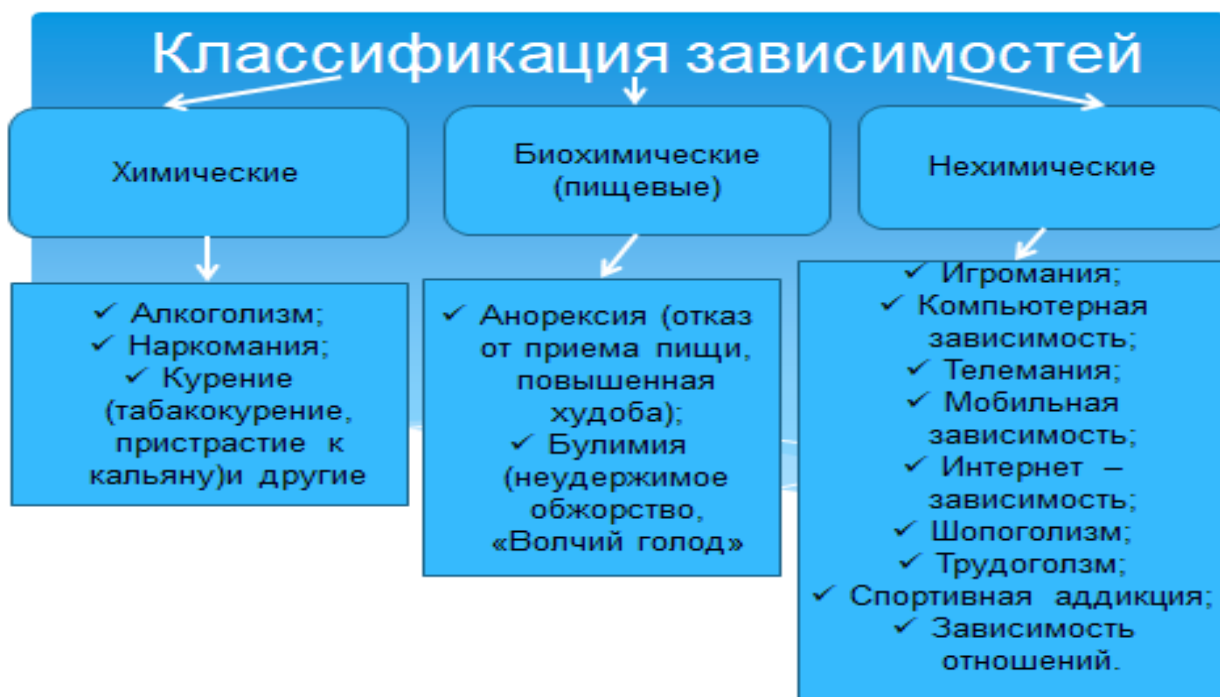 Классификация зависимостей
Химические
Биохимические
(пищевые)
Нехимические
✓ Алкоголизм;
✓ Наркомания;
✓ Курение
(табакокурение,
пристрастие к
кальяну)и другие
✓ Анорексия (отказ
от приема пищи,
повышенная
худоба);
✓ Булимия
(неудержимое
обжорство,
«Волчий голод»
✓ Игромания;
✓ Компьютерная
зависимость;
✓ Телемания;
✓ Мобильная
зависимость;
✓ Интернет –
зависимость;
✓ Шопоголизм;
✓ Трудоголзм;
✓ Спортивная аддикция;
✓ Зависимость
отношений.